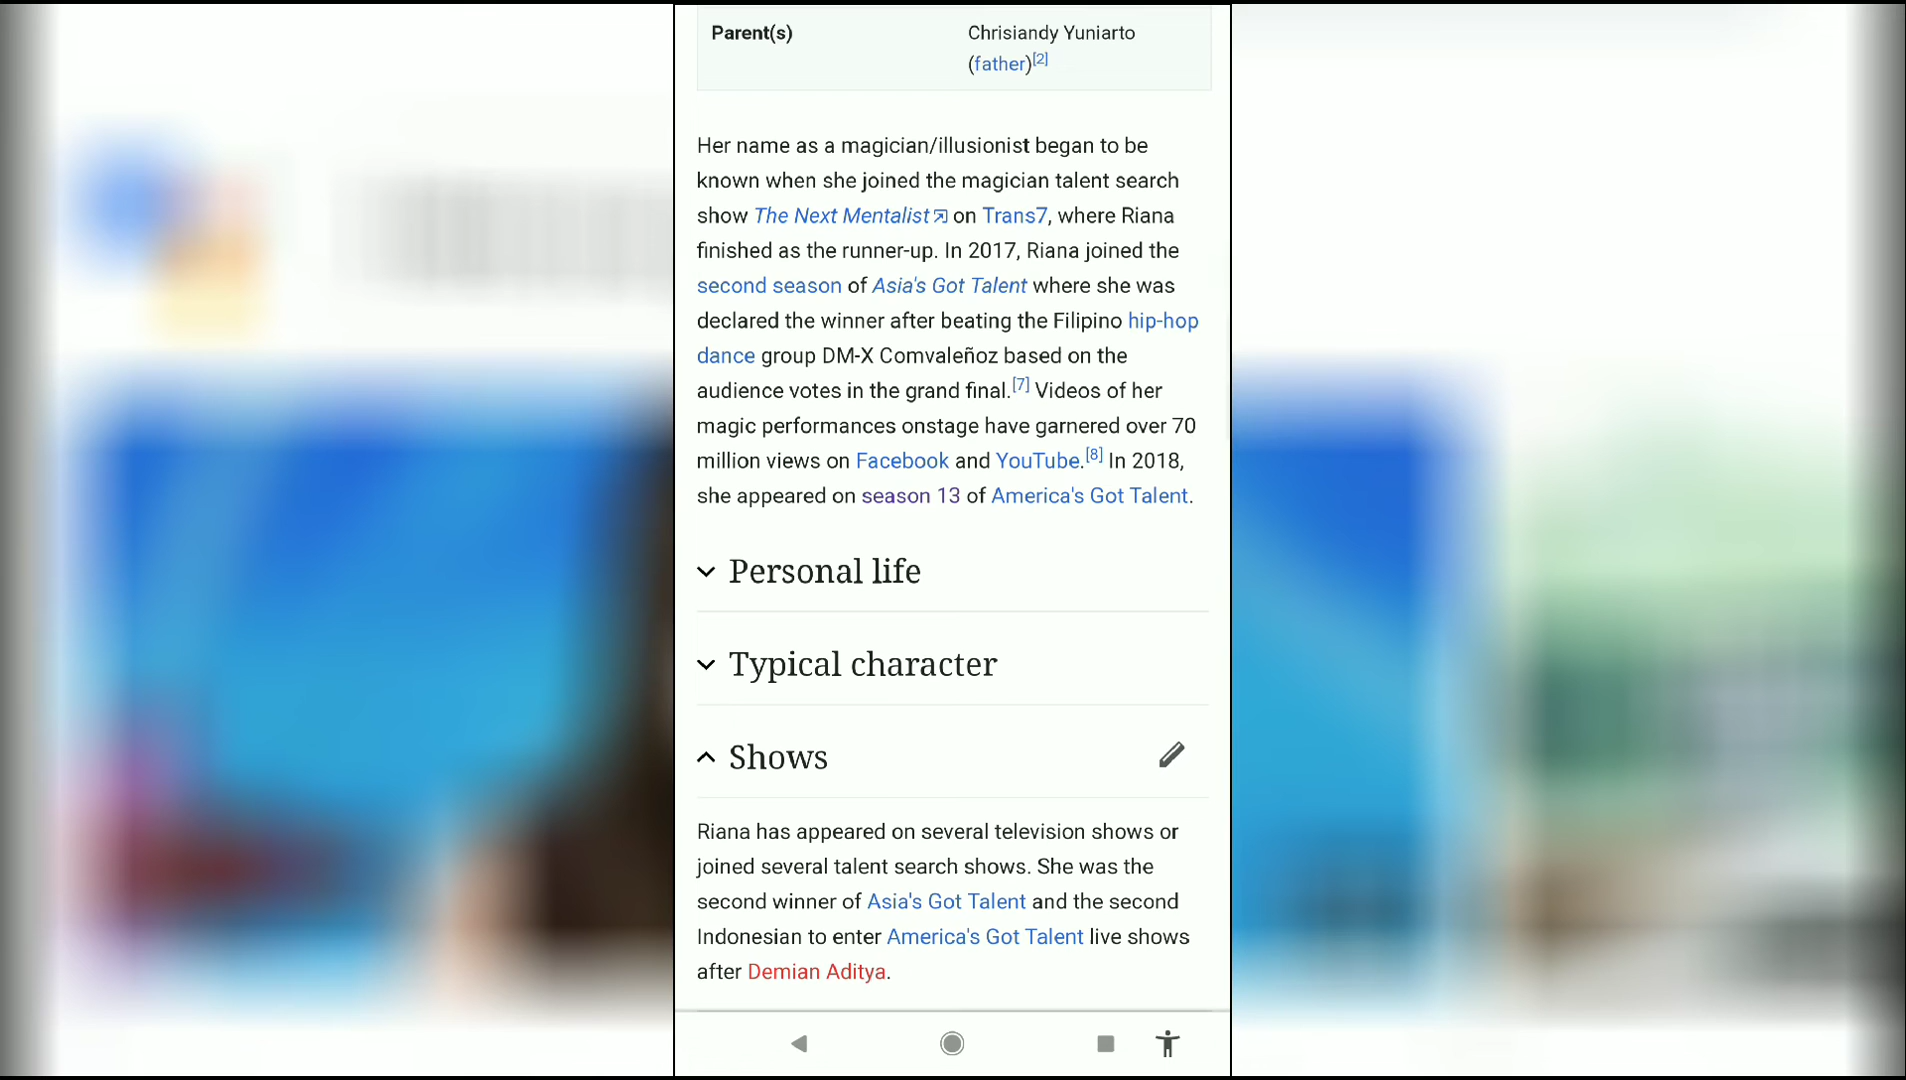 Parent(s)
Chrisiandy Yuniarto
(father)[2]
Her name as a magician/illusionist began to be
known when she joined the magician talent search
show The Next Mentalist on Trans7, where Riana
finished as the runner-up. In 2017, Riana joined the
second season of Asia's Got Talent where she was
declared the winner after beating the Filipino hip-hop
dance group DM-X Comvaleñoz based on the
audience votes in the grand final.[7] Videos of her
magic performances onstage have garnered over 70
million views on Facebook and YouTube.[8] In 2018,
she appeared on season 13 of America's Got Talent.
Personal life
Typical character
Shows
Riana has appeared on several television shows or
joined several talent search shows. She was the
second winner of Asia's Got Talent and the second
Indonesian to enter America's Got Talent live shows
after Demian Aditya.